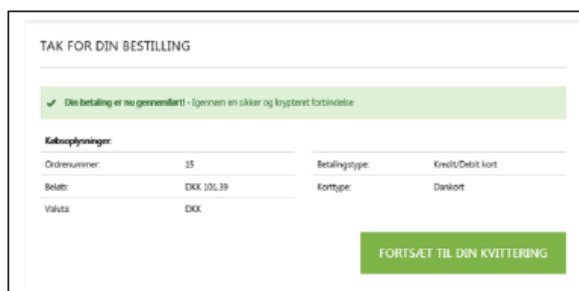 TAK FOR DIN BESTILLING
✓ Din betaling er nu gennemført! - Igennem en sikker og krypteret forbindelse
Købsoplysninger:
Ordrenummer: 15 Betalingstype: Kredit/Debit kort
Beløb: DKK 101,39 Korttype: Dankort
Valuta: DKK
FORTSÆT TIL DIN KVITTERING